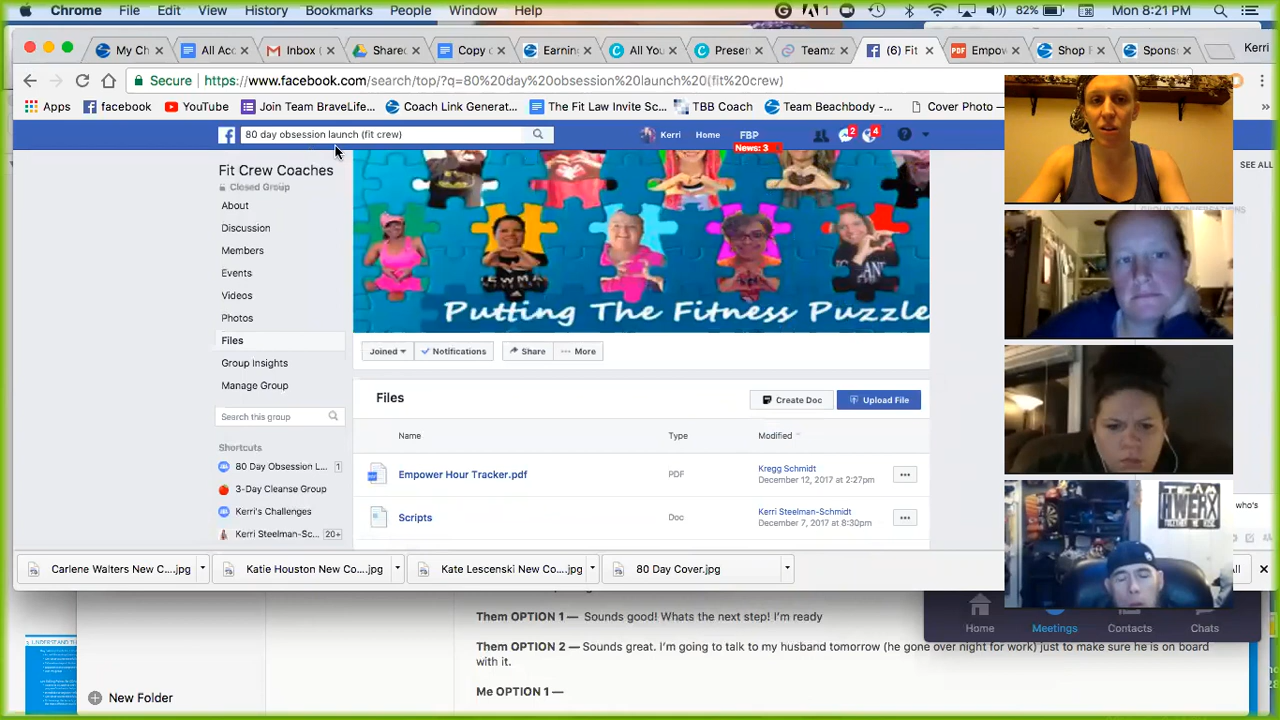 Chrome File Edit View History Bookmarks People Window Help 82% Mon 8:21 PM
My Ch All Ac Inbox ( Shared Copy Earnin All You Presen Teamz (6) Fit Empow Shop Sponso Kerri
Secure https://www.facebook.com/search/top/?q=80%20day%20obsession%20launch%20(fit%20crew)
Apps facebook YouTube Join Team BraveLife... Coach Link Generat... The Fit Law Invite Sc... TBB Coach Team Beachbody -... Cover Photo
80 day obsession launch (fit crew) Kerri Home FBP 2 4
News: 3
SEE ALL
Fit Crew Coaches
Closed Group
About
Discussion
Members
Events
Videos
Photos
Files
Group Insights
Manage Group
Search this group
Shortcuts
80 Day Obsession L... 1
3-Day Cleanse Group
Kerri's Challenges
Kerri Steelman-Sc... 20+
Putting The Fitness Puzzle
Joined Notifications Share More
Files Create Doc Upload File
Name Type Modified
Empower Hour Tracker.pdf PDF Kregg Schmidt
December 12, 2017 at 2:27pm
Scripts Doc Kerri Steelman-Schmidt
December 7, 2017 at 8:30pm
TEAM
HWERX
who's
Carlene Walters New C....jpg Katie Houston New Co....jpg Kate Lescenski New Co....jpg 80 Day Cover.jpg All
Home Meetings Contacts Chats
Them OPTION 1 — Sounds good! Whats the next step! I'm ready
Them OPTION 2 — Sounds great. I'm going to talk to my husband tomorrow (he gone over night for work) just to make sure he is on board
with it.
Me OPTION 1 —
New Folder